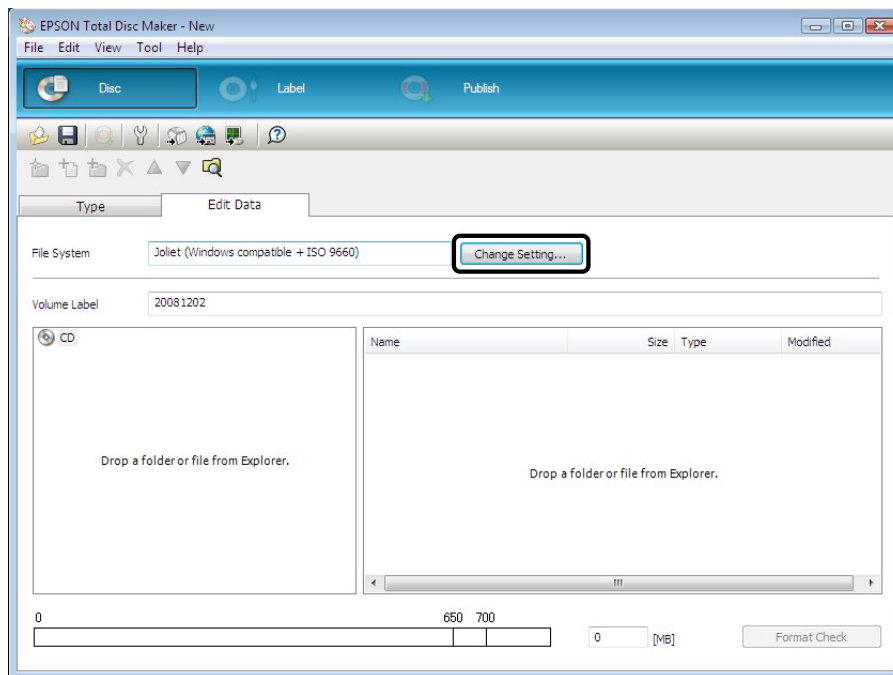 EPSON Total Disc Maker - New
File Edit View Tool Help
Disc Label Publish
Type Edit Data
File System Joliet (Windows compatible + ISO 9660) Change Setting...
Volume Label 20081202
CD
Name Size Type Modified
Drop a folder or file from Explorer.
Drop a folder or file from Explorer.
0 650 700
0 [MB] Format Check